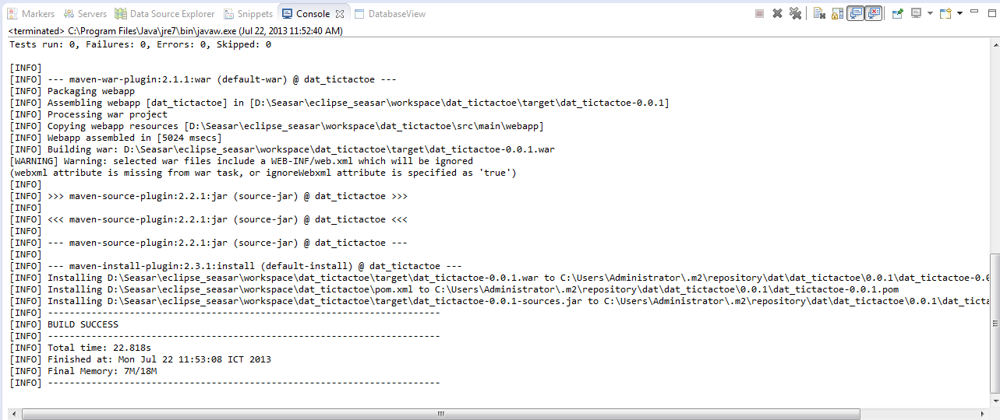 Markers Servers Data Source Explorer Snippets Console DatabaseView
<terminated> C:\Program Files\Java\jre7\bin\javaw.exe (Jul 22, 2013 11:52:40 AM)
Tests run: 0, Failures: 0, Errors: 0, Skipped: 0
[INFO]
[INFO] --- maven-war-plugin:2.1.1:war (default-war) @ dat_tictactoe ---
[INFO] Packaging webapp
[INFO] Assembling webapp [dat_tictactoe] in [D:\Seasar\eclipse_seasar\workspace\dat_tictactoe\target\dat_tictactoe-0.0.1]
[INFO] Processing war project
[INFO] Copying webapp resources [D:\Seasar\eclipse_seasar\workspace\dat_tictactoe\src\main\webapp]
[INFO] Webapp assembled in [5024 msecs]
[INFO] Building war: D:\Seasar\eclipse_seasar\workspace\dat_tictactoe\target\dat_tictactoe-0.0.1.war
[WARNING] Warning: selected war files include a WEB-INF/web.xml which will be ignored
(webxml attribute is missing from war task, or ignoreWebxml attribute is specified as 'true')
[INFO]
[INFO] >>> maven-source-plugin:2.2.1:jar (source-jar) @ dat_tictactoe >>>
[INFO]
[INFO] <<< maven-source-plugin:2.2.1:jar (source-jar) @ dat_tictactoe <<<
[INFO]
[INFO] --- maven-source-plugin:2.2.1:jar (source-jar) @ dat_tictactoe ---
[INFO]
[INFO] --- maven-install-plugin:2.3.1:install (default-install) @ dat_tictactoe ---
[INFO] Installing D:\Seasar\eclipse_seasar\workspace\dat_tictactoe\target\dat_tictactoe-0.0.1.war to C:\Users\Administrator\.m2\repository\dat\dat_tictactoe\0.0.1\dat_tictactoe-0.0
[INFO] Installing D:\Seasar\eclipse_seasar\workspace\dat_tictactoe\pom.xml to C:\Users\Administrator\.m2\repository\dat\dat_tictactoe\0.0.1\dat_tictactoe-0.0.1.pom
[INFO] Installing D:\Seasar\eclipse_seasar\workspace\dat_tictactoe\target\dat_tictactoe-0.0.1-sources.jar to C:\Users\Administrator\.m2\repository\dat\dat_tictactoe\0.0.1\dat_ticta
[INFO] ------------------------------------------------------------------------
[INFO] BUILD SUCCESS
[INFO] ------------------------------------------------------------------------
[INFO] Total time: 22.818s
[INFO] Finished at: Mon Jul 22 11:53:08 ICT 2013
[INFO] Final Memory: 7M/18M
[INFO] ------------------------------------------------------------------------